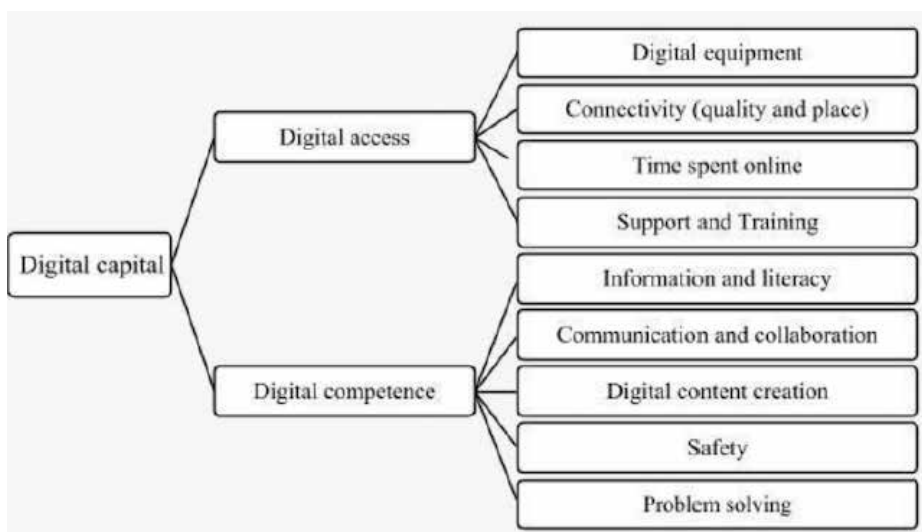 Digital capital
Digital access
Digital equipment
Connectivity (quality and place)
Time spent online
Support and Training
Digital competence
Information and literacy
Communication and collaboration
Digital content creation
Safety
Problem solving